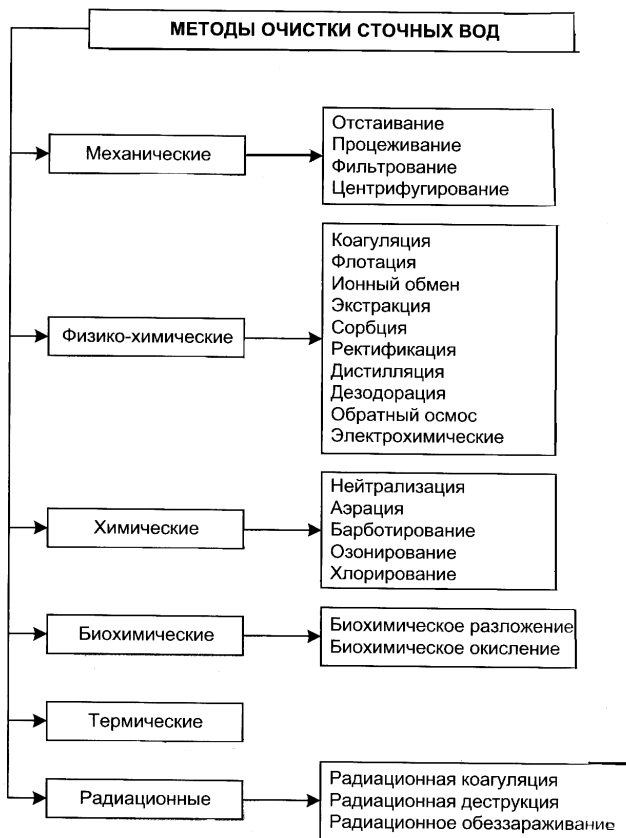 МЕТОДЫ ОЧИСТКИ СТОЧНЫХ ВОД
Механические
Отстаивание
Процеживание
Фильтрование
Центрифугирование
Физико-химические
Коагуляция
Флотация
Ионный обмен
Экстракция
Сорбция
Ректификация
Дистилляция
Дезодорация
Обратный осмос
Электрохимические
Химические
Нейтрализация
Аэрация
Барботирование
Озонирование
Хлорирование
Биохимические
Биохимическое разложение
Биохимическое окисление
Термические
Радиационные
Радиационная коагуляция
Радиационная деструкция
Радиационное обеззараживание